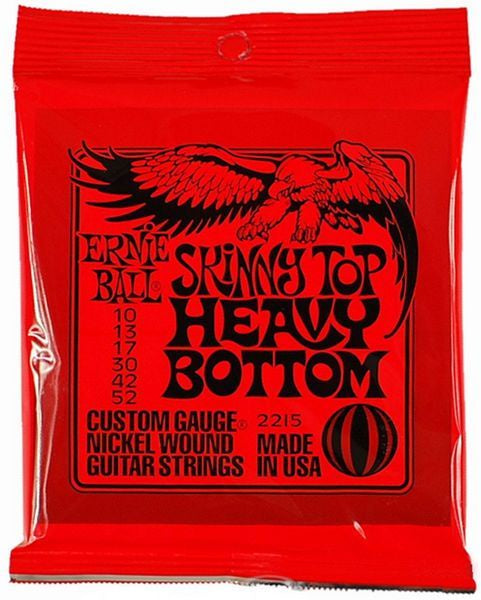 ERNIE
BALL®
SKINNY TOP
HEAVY
BOTTOM
10
13
17
30
42
52
CUSTOM GAUGE® 2215
NICKEL WOUND MADE
GUITAR STRINGS IN USA